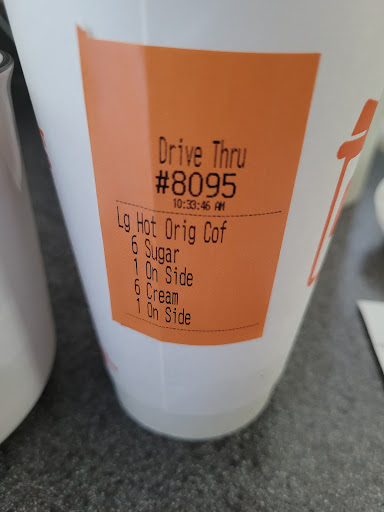 Drive Thru
#8095
10:33:46 AM
Lg Hot Orig Cof
6 Sugar
1 On Side
6 Cream
1 On Side